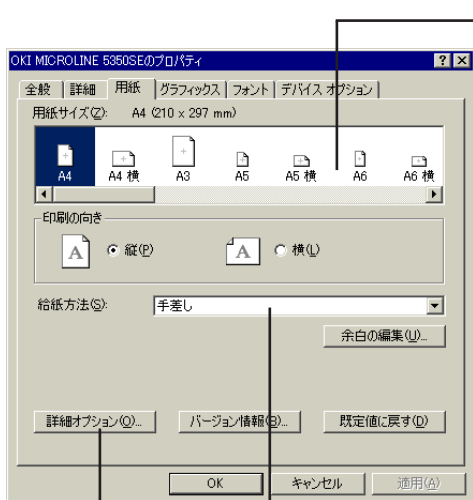 OKI MICROLINE 5350SEのプロパティ
全般 詳細 用紙 グラフィックス フォント デバイス オプション
用紙サイズ(Z): A4 (210 x 297 mm)
A4 A4 横 A3 A5 A5 横 A6 A6 横
印刷の向き
A 縦(P) A 横(L)
給紙方法(S): 手差し
余白の編集(U)...
詳細オプション(O)... バージョン情報(B)... 既定値に戻す(D)
OK キャンセル 適用(A)